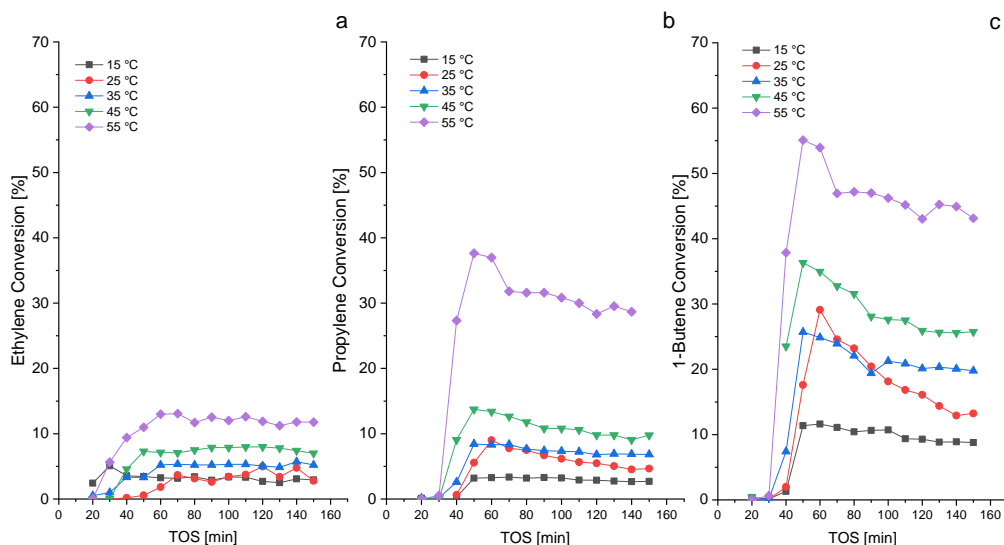 a
70
60
50
40
30
20
10
0
Ethylene Conversion [%]
15 °C
25 °C
35 °C
45 °C
55 °C
0 20 40 60 80 100 120 140 160
TOS [min]
b
70
60
50
40
30
20
10
0
Propylene Conversion [%]
15 °C
25 °C
35 °C
45 °C
55 °C
0 20 40 60 80 100 120 140 160
TOS [min]
c
70
60
50
40
30
20
10
0
1-Butene Conversion [%]
15 °C
25 °C
35 °C
45 °C
55 °C
0 20 40 60 80 100 120 140 160
TOS [min]